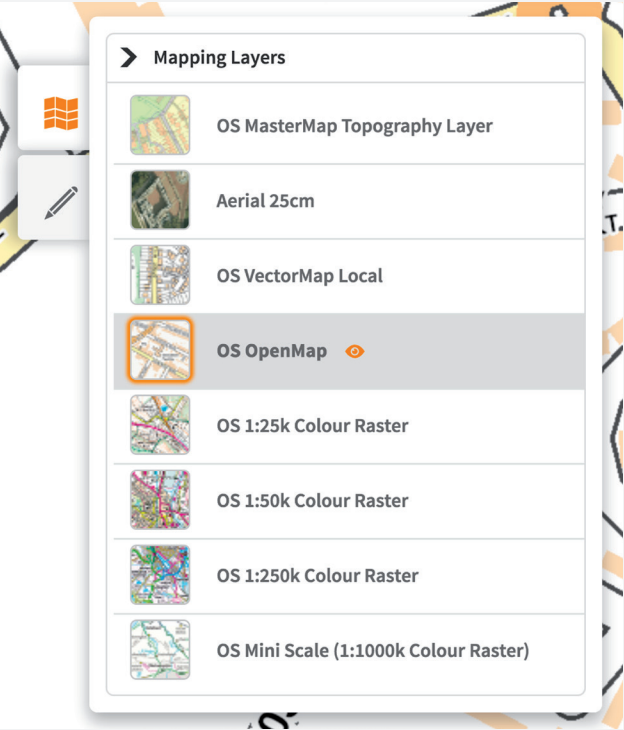 Mapping Layers
OS MasterMap Topography Layer
Aerial 25cm
OS VectorMap Local
OS OpenMap
OS 1:25k Colour Raster
OS 1:50k Colour Raster
OS 1:250k Colour Raster
OS Mini Scale (1:1000k Colour Raster)